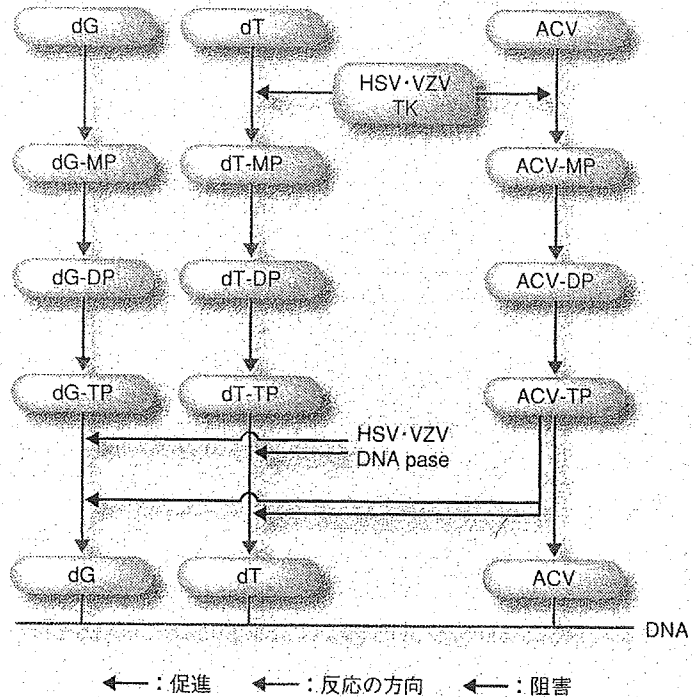 dG dT ACV
HSV・VZV
TK
dG-MP dT-MP ACV-MP
dG-DP dT-DP ACV-DP
dG-TP dT-TP ACV-TP
HSV・VZV
DNA pase
dG dT ACV
DNA
:促進 :反応の方向 :阻害